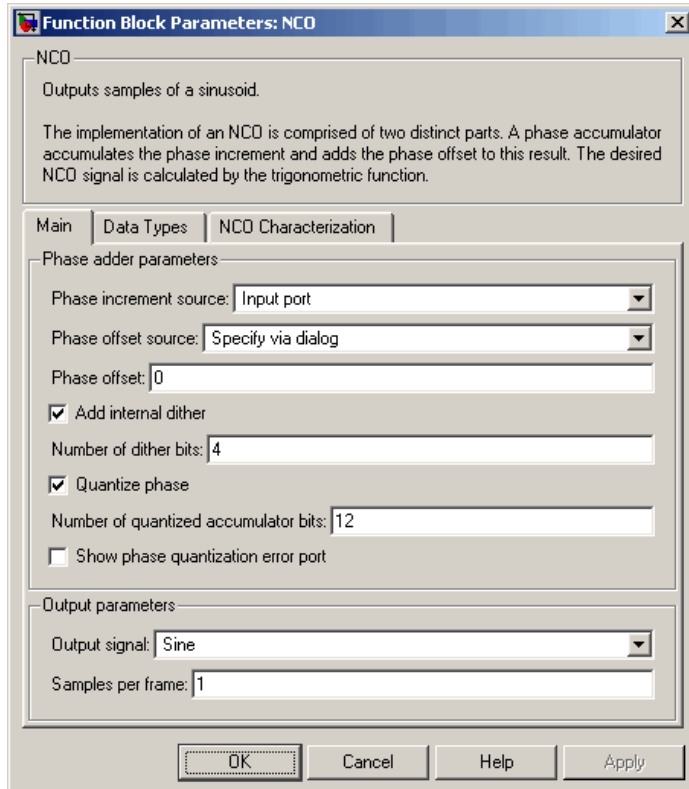 Function Block Parameters: NCO
NCO
Outputs samples of a sinusoid.
The implementation of an NCO is comprised of two distinct parts. A phase accumulator
accumulates the phase increment and adds the phase offset to this result. The desired
NCO signal is calculated by the trigonometric function.
Main Data Types NCO Characterization
Phase adder parameters
Phase increment source: Input port
Phase offset source: Specify via dialog
Phase offset: 0
Add internal dither
Number of dither bits: 4
Quantize phase
Number of quantized accumulator bits: 12
Show phase quantization error port
Output parameters
Output signal: Sine
Samples per frame: 1
OK Cancel Help Apply